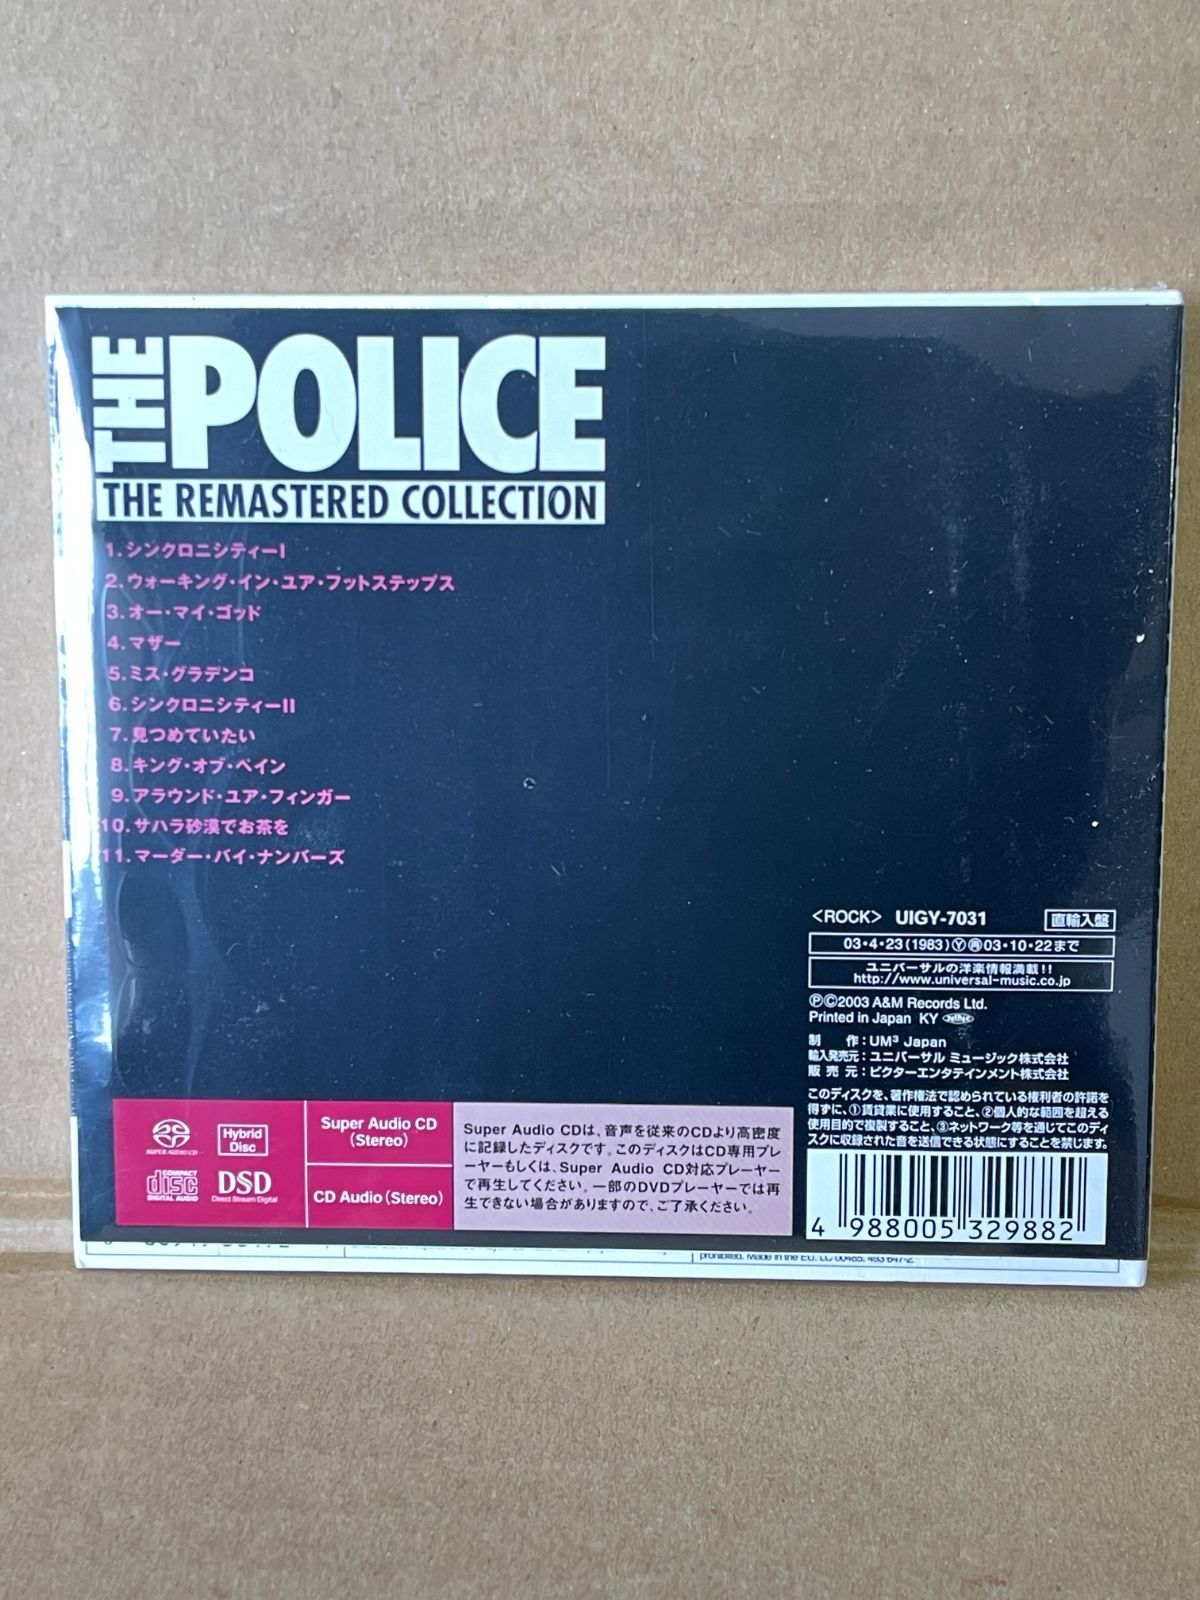 THE POLICE
THE REMASTERED COLLECTION
1.シンクロニシティーI
2.ウォーキング・イン・ユア・フットステップス
3.オー・マイ・ゴッド
4.マザー
5.ミス・グラデンコ
6.シンクロニシティーII
7.見つめていたい
8.キング・オブ・ペイン
9.アラウンド・ユア・フィンガー
10.サハラ砂漠でお茶を
11.マーダー・バイ・ナンバーズ
<ROCK> UIGY-7031 直輸入盤
03・4・23(1983)Ⓨ㊢03・10・22まで
ユニバーサルの洋楽情報満載!!
http://www.universal-music.co.jp
Ⓟ©2003 A&M Records Ltd.
Printed in Japan KY
制 作:UM³ Japan
輸入発売元:ユニバーサル ミュージック株式会社
販 売 元:ビクターエンタテインメント株式会社
このディスクを、著作権法で認められている権利者の許諾を
得ずに、①賃貸業に使用すること、②個人的な範囲を超える
使用目的で複製すること、③ネットワーク等を通じてこのディ
スクに収録された音を送信できる状態にすることを禁じます。
SUPER AUDIO CD
Hybrid Disc
COMPACT disc DIGITAL AUDIO
DSD Direct Stream Digital
Super Audio CD
(Stereo)
CD Audio(Stereo)
Super Audio CDは、音声を従来のCDより高密度
に記録したディスクです。このディスクはCD専用プレ
ーヤーもしくは、Super Audio CD対応プレーヤー
で再生してください。一部のDVDプレーヤーでは再
生できない場合がありますので、ご了承ください。
4 988005 329882
prohibited. Made in the EU. LC 00485. 493 647-2